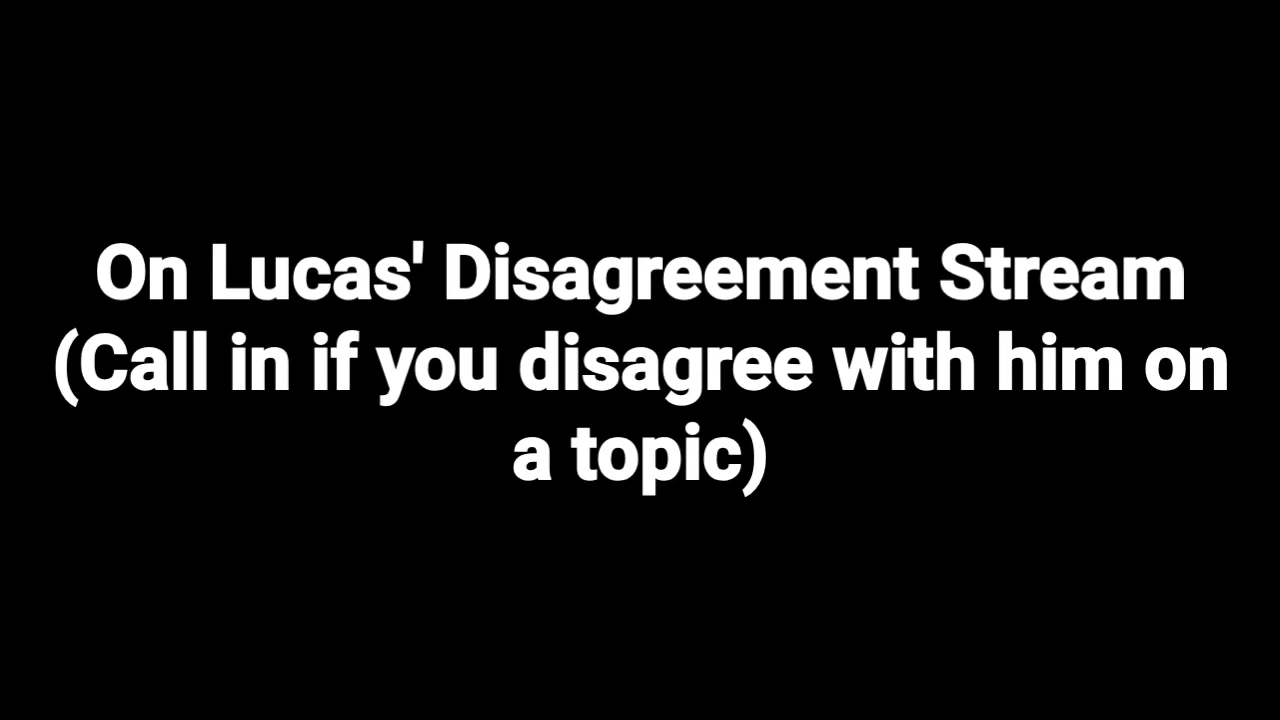 On Lucas' Disagreement Stream
(Call in if you disagree with him on
a topic)